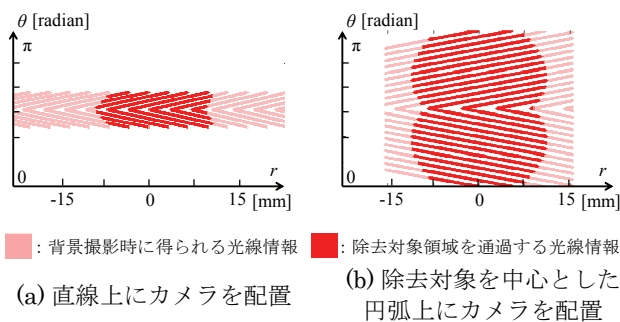 θ [radian]
π
0
-15
0
15
r
[mm]
θ [radian]
π
0
-15
0
15
r
[mm]
: 背景撮影時に得られる光線情報
: 除去対象領域を通過する光線情報
(a) 直線上にカメラを配置
(b) 除去対象を中心とした
円弧上にカメラを配置